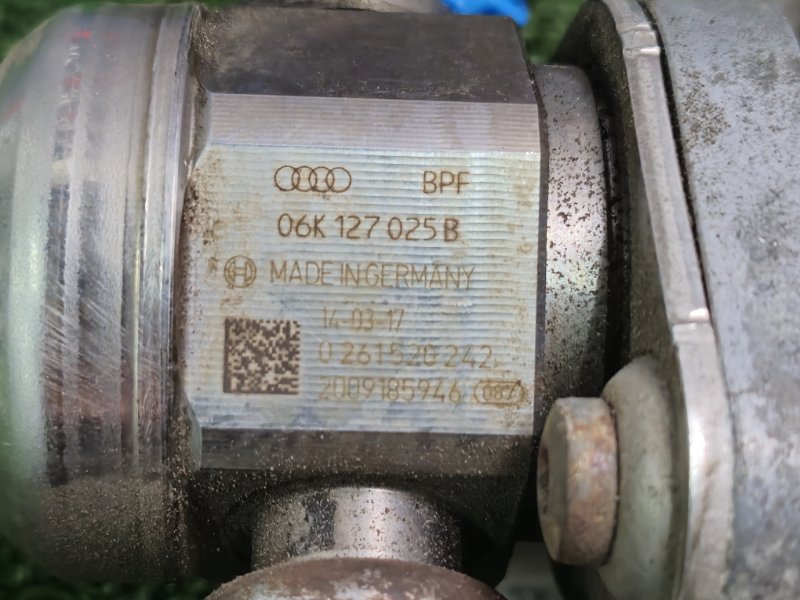 BPF
06K 127 025 B
MADE IN GERMANY
14-03-17
0 261 520 242
2009185946 087